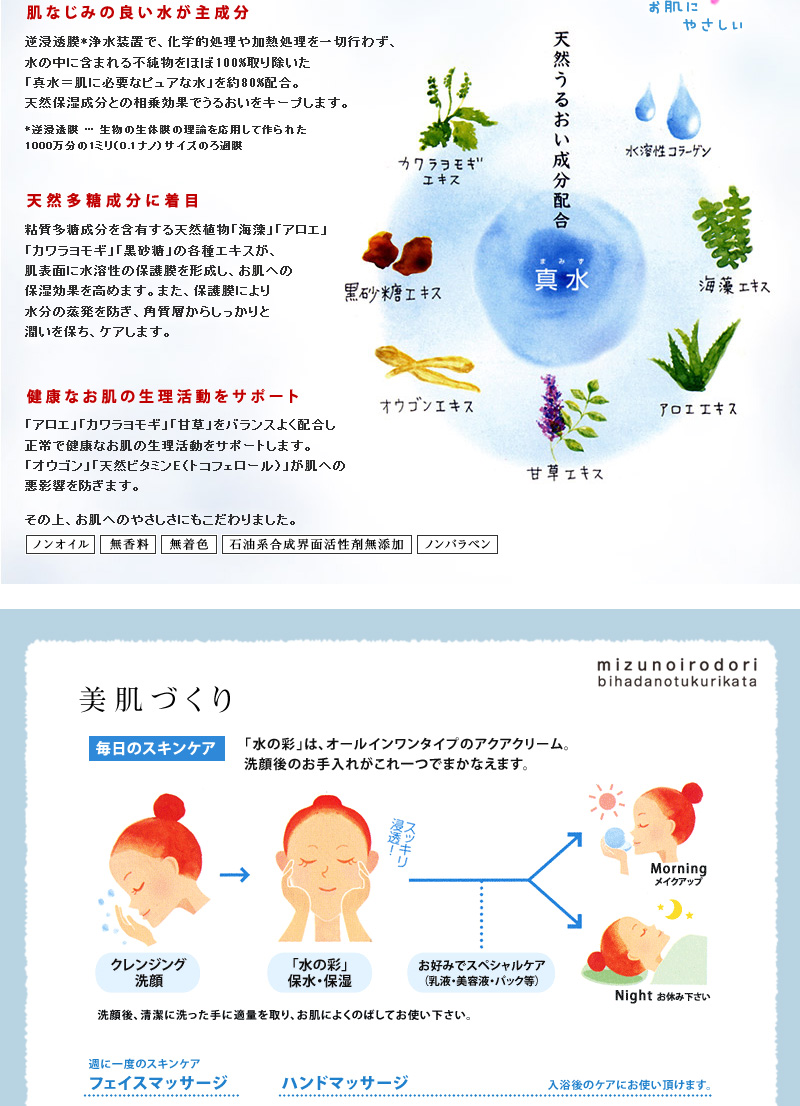 肌なじみの良い水が主成分
逆浸透膜*浄水装置で、化学的処理や加熱処理を一切行わず、
水の中に含まれる不純物をほぼ100%取り除いた
「真水＝肌に必要なピュアな水」を約80%配合。
天然保湿成分との相乗効果でうるおいをキープします。
*逆浸透膜 … 生物の生体膜の理論を応用して作られた
1000万分の1ミリ（0.1ナノ）サイズのろ過膜
天然多糖成分に着目
粘質多糖成分を含有する天然植物「海藻」「アロエ」
「カワラヨモギ」「黒砂糖」の各種エキスが、
肌表面に水溶性の保護膜を形成し、お肌への
保湿効果を高めます。また、保護膜により
水分の蒸発を防ぎ、角質層からしっかりと
潤いを保ち、ケアします。
健康なお肌の生理活動をサポート
「アロエ」「カワラヨモギ」「甘草」をバランスよく配合し
正常で健康なお肌の生理活動をサポートします。
「オウゴン」「天然ビタミンE（トコフェロール）」が肌への
悪影響を防ぎます。
その上、お肌へのやさしさにもこだわりました。
ノンオイル 無香料 無着色 石油系合成界面活性剤無添加 ノンパラベン
お肌に
やさしい
天然うるおい成分配合
カワラヨモギ
エキス
水溶性コラーゲン
黒砂糖エキス
まみず
真水
海藻エキス
オウゴンエキス
アロエエキス
甘草エキス
mizunoirodori
bihadanotukurikata
美肌づくり
毎日のスキンケア
「水の彩」は、オールインワンタイプのアクアクリーム。
洗顔後のお手入れがこれ一つでまかなえます。
スッキリ
浸透！
Morning
メイクアップ
クレンジング
洗顔
「水の彩」
保水・保湿
お好みでスペシャルケア
（乳液・美容液・パック等）
Night お休み下さい
洗顔後、清潔に洗った手に適量を取り、お肌によくのばしてお使い下さい。
週に一度のスキンケア
フェイスマッサージ
ハンドマッサージ
入浴後のケアにお使い頂けます。